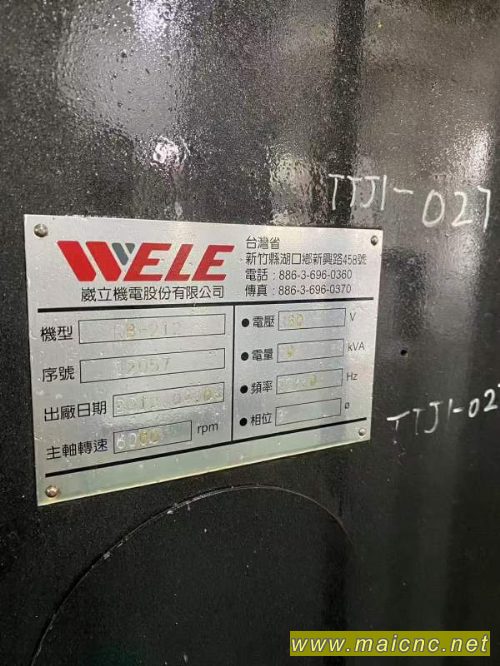 TTJ1-027
WELE
崴立機電股份有限公司
台灣省
新竹縣湖口鄉新興路458號
電話：886-3-696-0360
傳真：886-3-696-0370
機型
序號
出廠日期
主軸轉速 6000 rpm
●電壓 V
●電量 kVA
●頻率 Hz
●相位 ø
TTJ1-02
www.maicnc.net